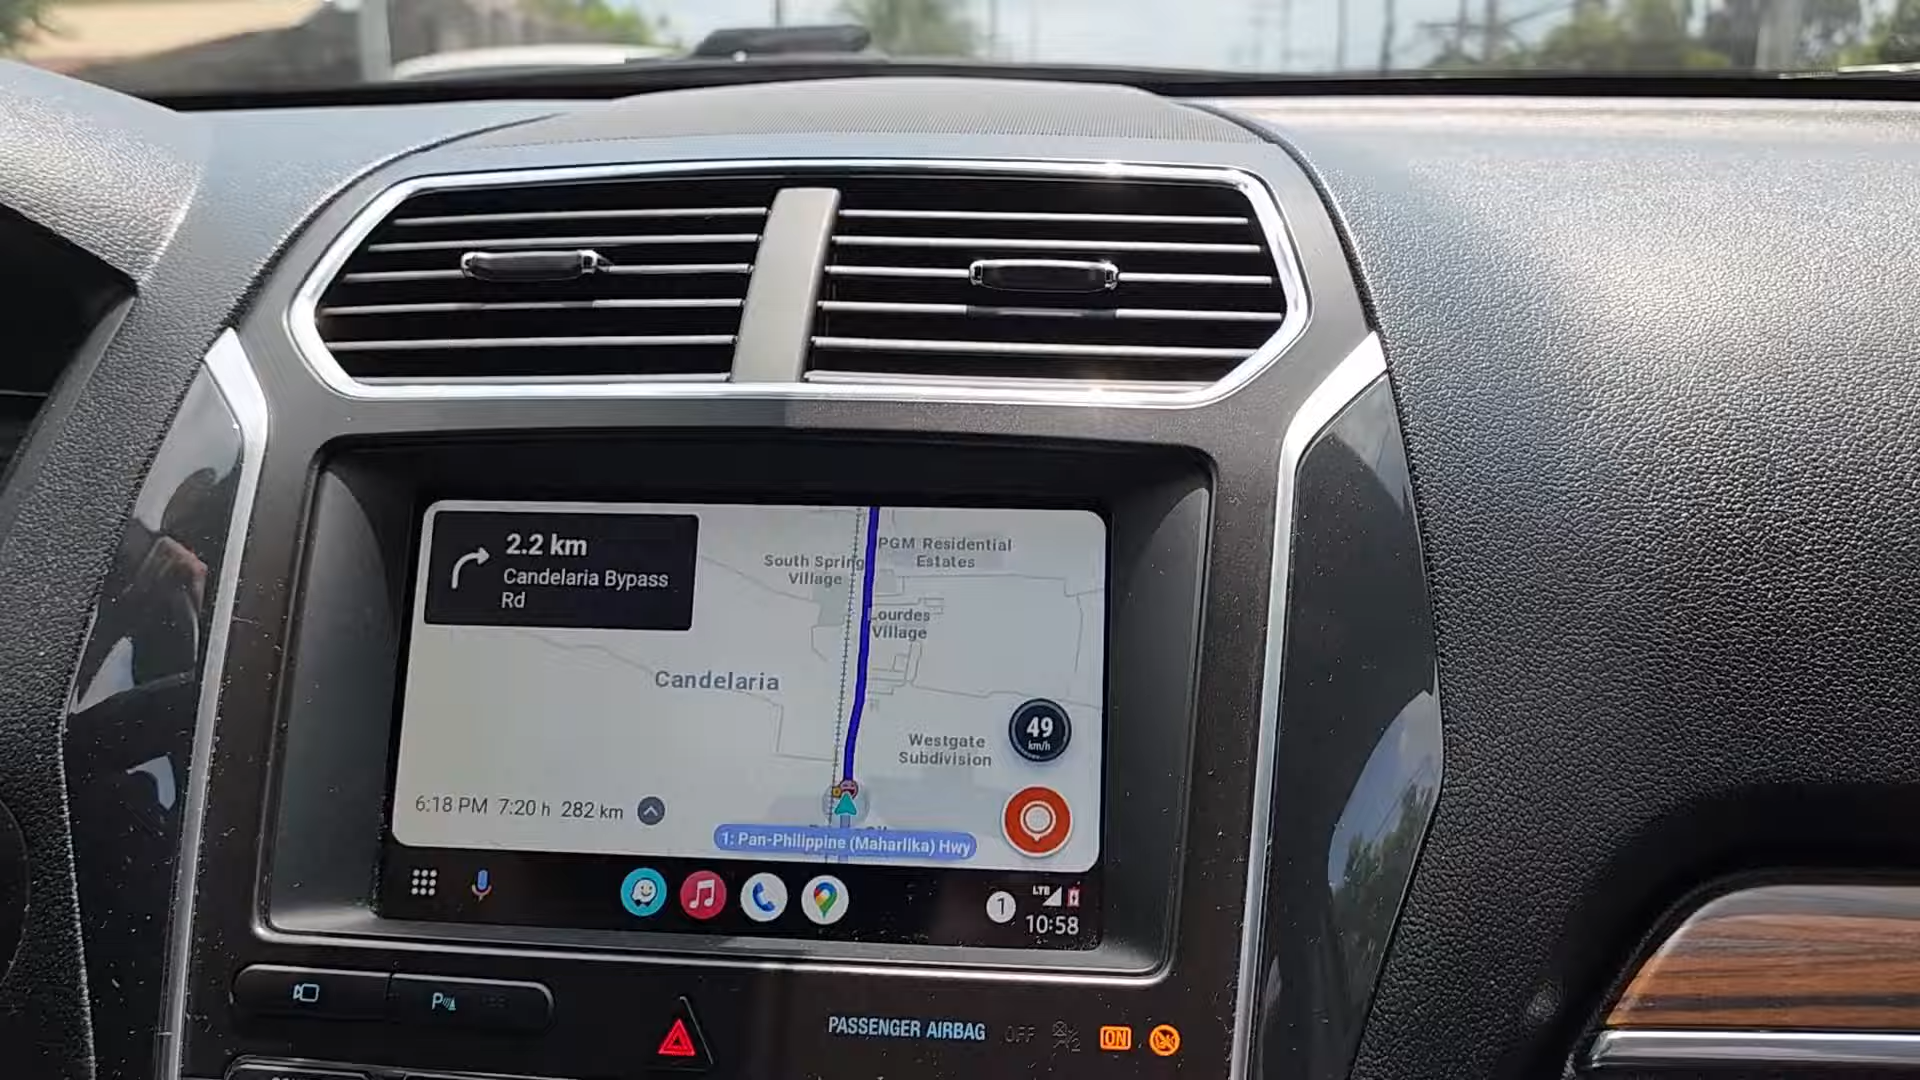 2.2 km
Candelaria Bypass
Rd
PGM Residential
Estates
South Spring
Village
Lourdes
Village
Candelaria
49
km/h
Westgate
Subdivision
6:18 PM 7:20 h 282 km
1: Pan-Philippine (Maharlika) Hwy
1
LTE
10:58
P
PASSENGER AIRBAG OFF ON